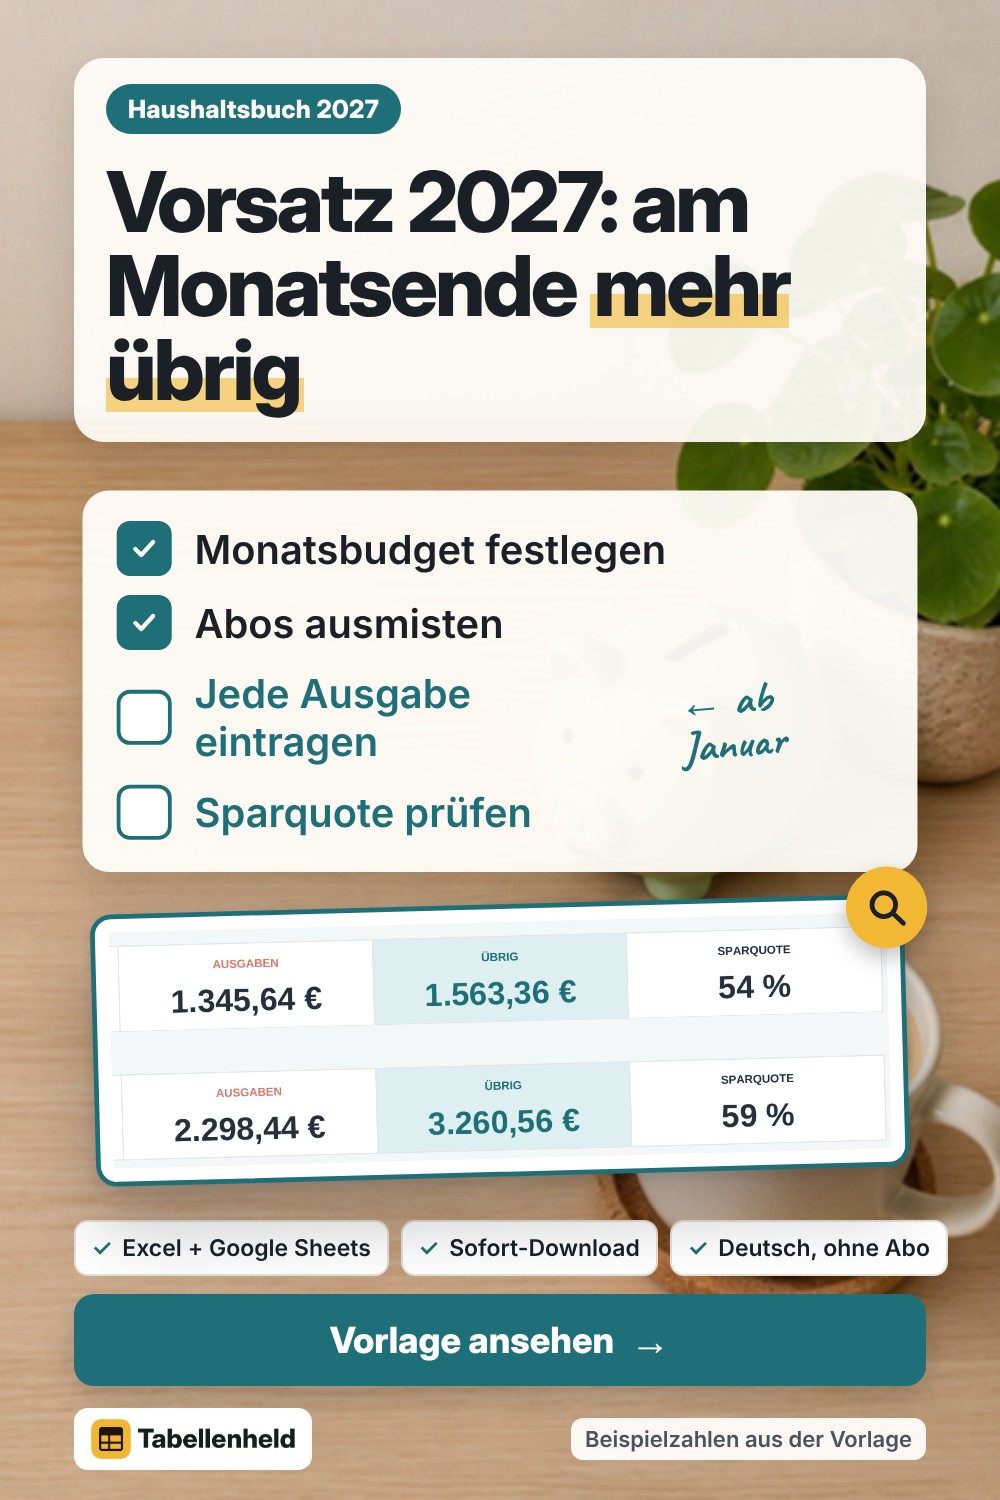 Haushaltsbuch 2027
Vorsatz 2027: am
Monatsende mehr
übrig
Monatsbudget festlegen
Abos ausmisten
Jede Ausgabe
eintragen
← ab
Januar
Sparquote prüfen
AUSGABEN ÜBRIG SPARQUOTE
1.345,64 € 1.563,36 € 54 %
AUSGABEN ÜBRIG SPARQUOTE
2.298,44 € 3.260,56 € 59 %
Excel + Google Sheets Sofort-Download Deutsch, ohne Abo
Vorlage ansehen →
Tabellenheld Beispielzahlen aus der Vorlage